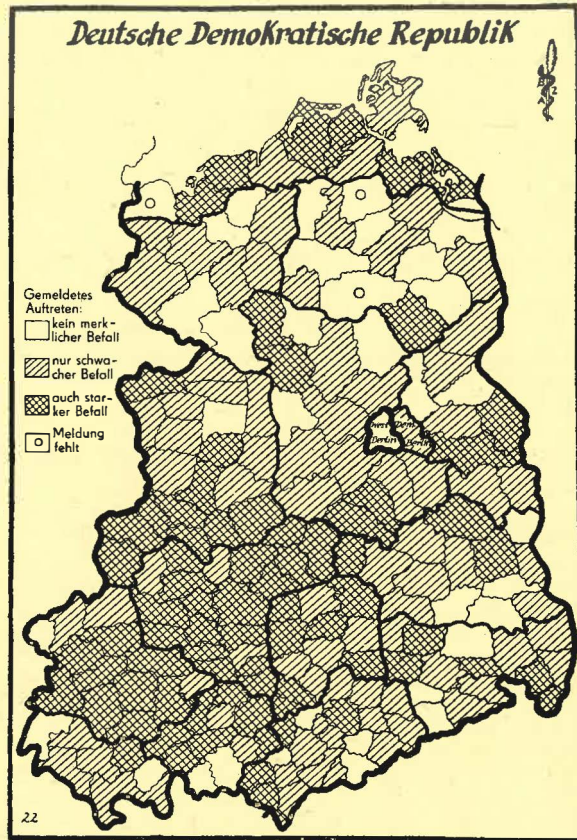 Deutsche Demokratische Republik
B Z
A
Gemeldetes
Auftreten:
kein merk-
licher Befall
nur schwa-
cher Befall
auch star-
ker Befall
Meldung
fehlt
West Dem.
Berlin Berlin
22